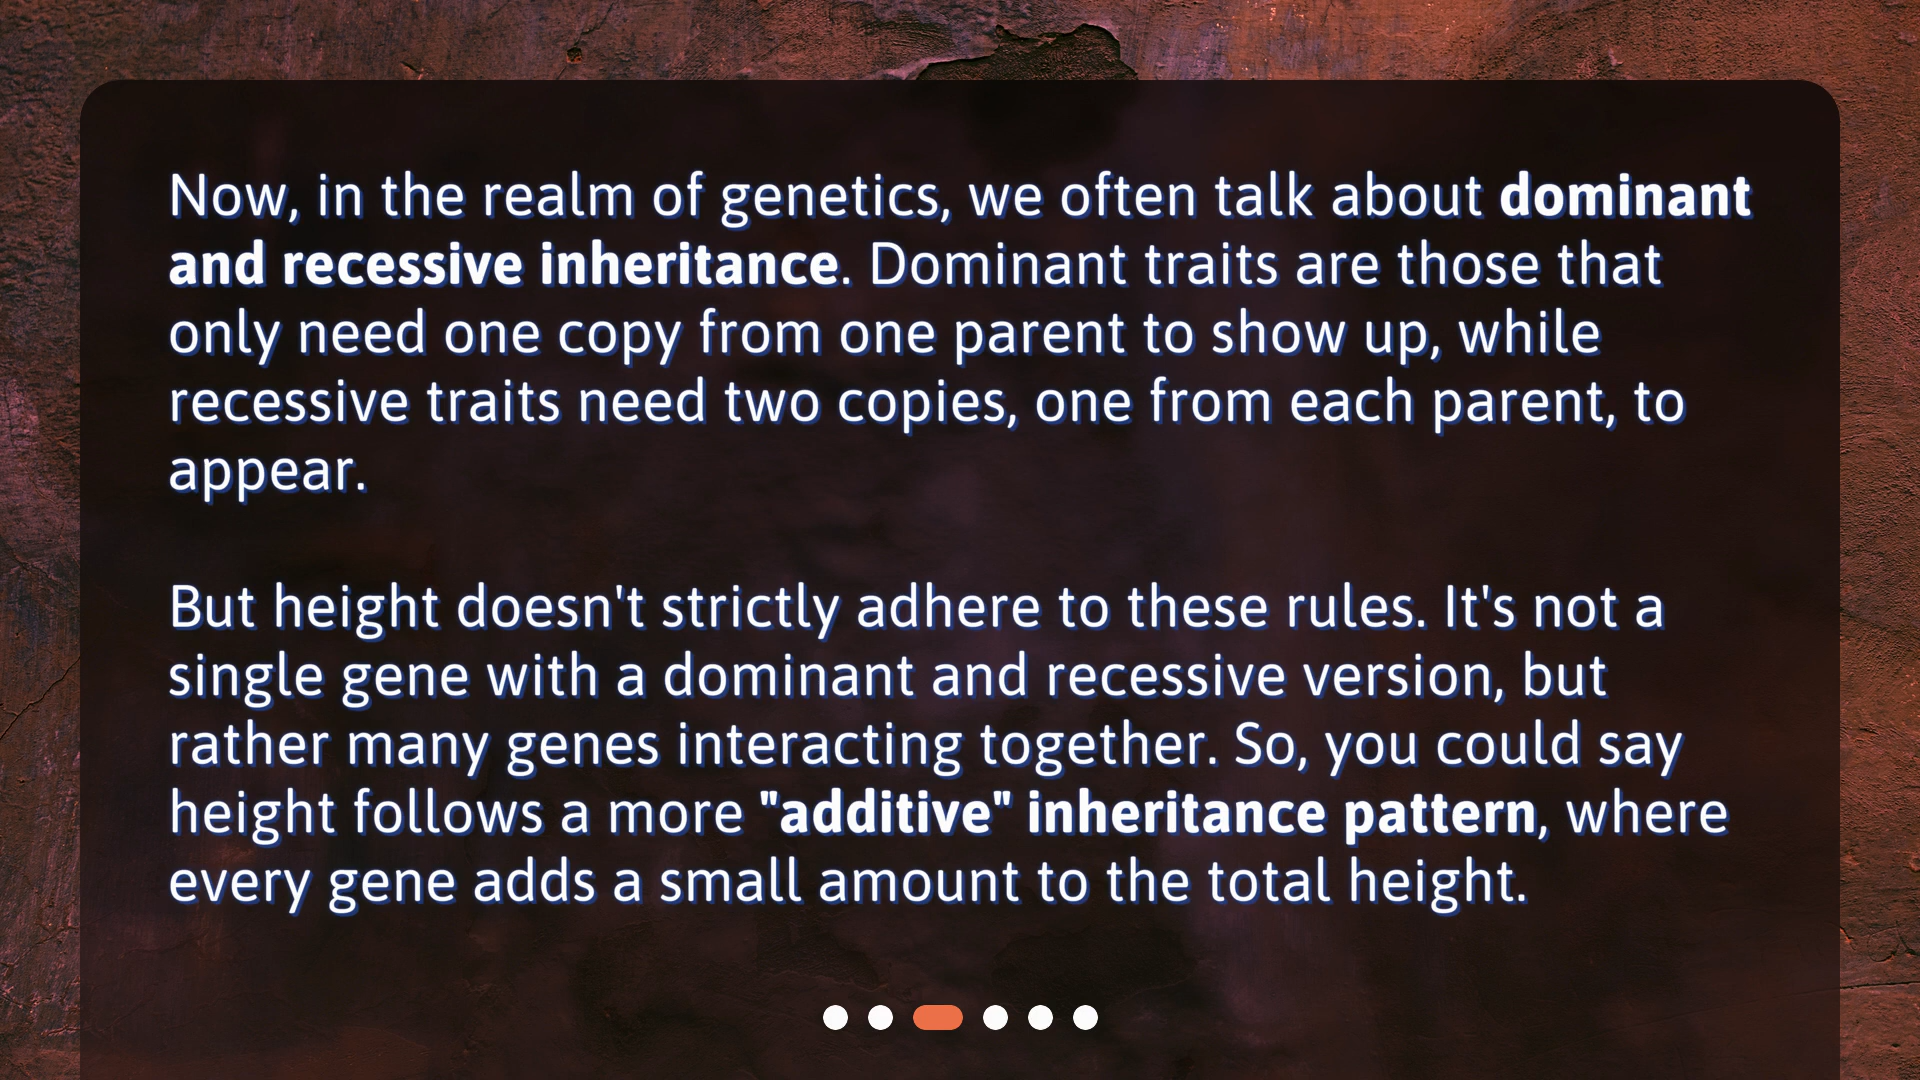 Now, in the realm of genetics, we often talk about dominant
and recessive inheritance. Dominant traits are those that
only need one copy from one parent to show up, while
recessive traits need two copies, one from each parent, to
appear.
But height doesn't strictly adhere to these rules. It's not a
single gene with a dominant and recessive version, but
rather many genes interacting together. So, you could say
height follows a more "additive" inheritance pattern, where
every gene adds a small amount to the total height.